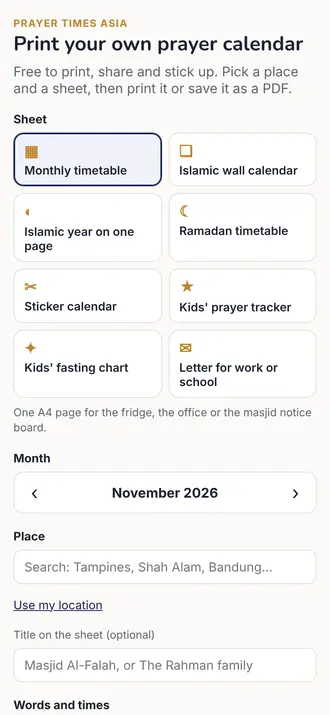 PRAYER TIMES ASIA
Print your own prayer calendar
Free to print, share and stick up. Pick a place
and a sheet, then print it or save it as a PDF.
Sheet
Monthly timetable
Islamic wall calendar
Islamic year on one
page
Ramadan timetable
Sticker calendar
Kids' prayer tracker
Kids' fasting chart
Letter for work or
school
One A4 page for the fridge, the office or the masjid notice
board.
Month
‹ November 2026 ›
Place
Search: Tampines, Shah Alam, Bandung...
Use my location
Title on the sheet (optional)
Masjid Al-Falah, or The Rahman family
Words and times